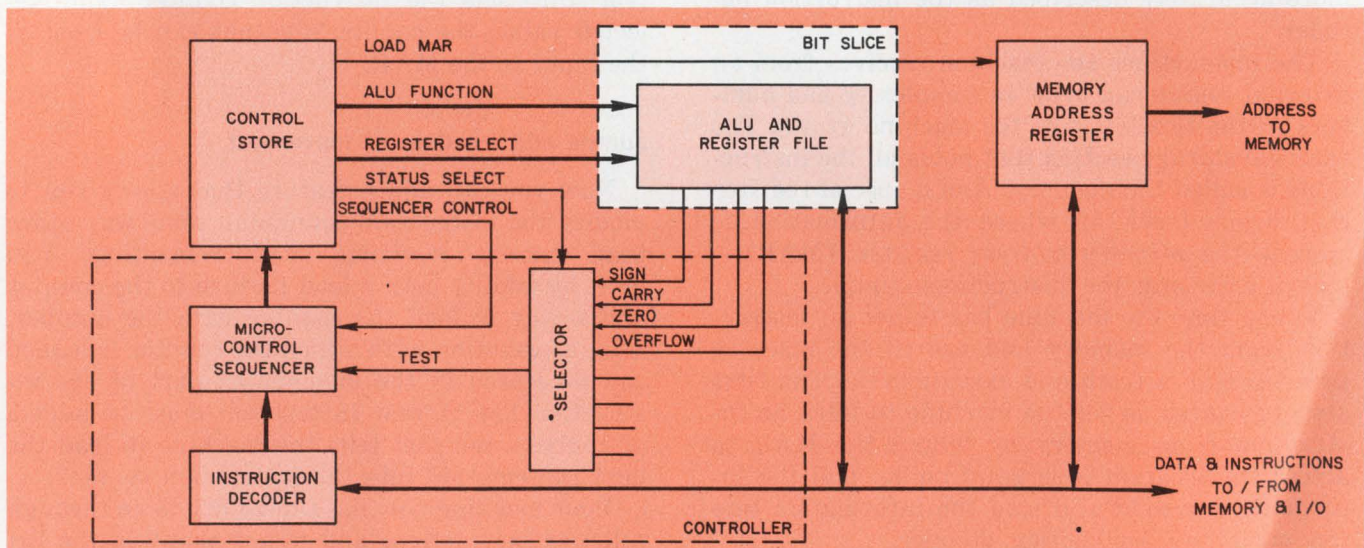 LOAD MAR
BIT SLICE
ALU FUNCTION
CONTROL
STORE
ALU AND
REGISTER FILE
MEMORY
ADDRESS
REGISTER
ADDRESS
TO
MEMORY
REGISTER SELECT
STATUS SELECT
SEQUENCER CONTROL
SIGN
CARRY
ZERO
OVERFLOW
MICRO-
CONTROL
SEQUENCER
TEST
SELECTOR
INSTRUCTION
DECODER
DATA & INSTRUCTIONS
TO / FROM
MEMORY & I/O
CONTROLLER